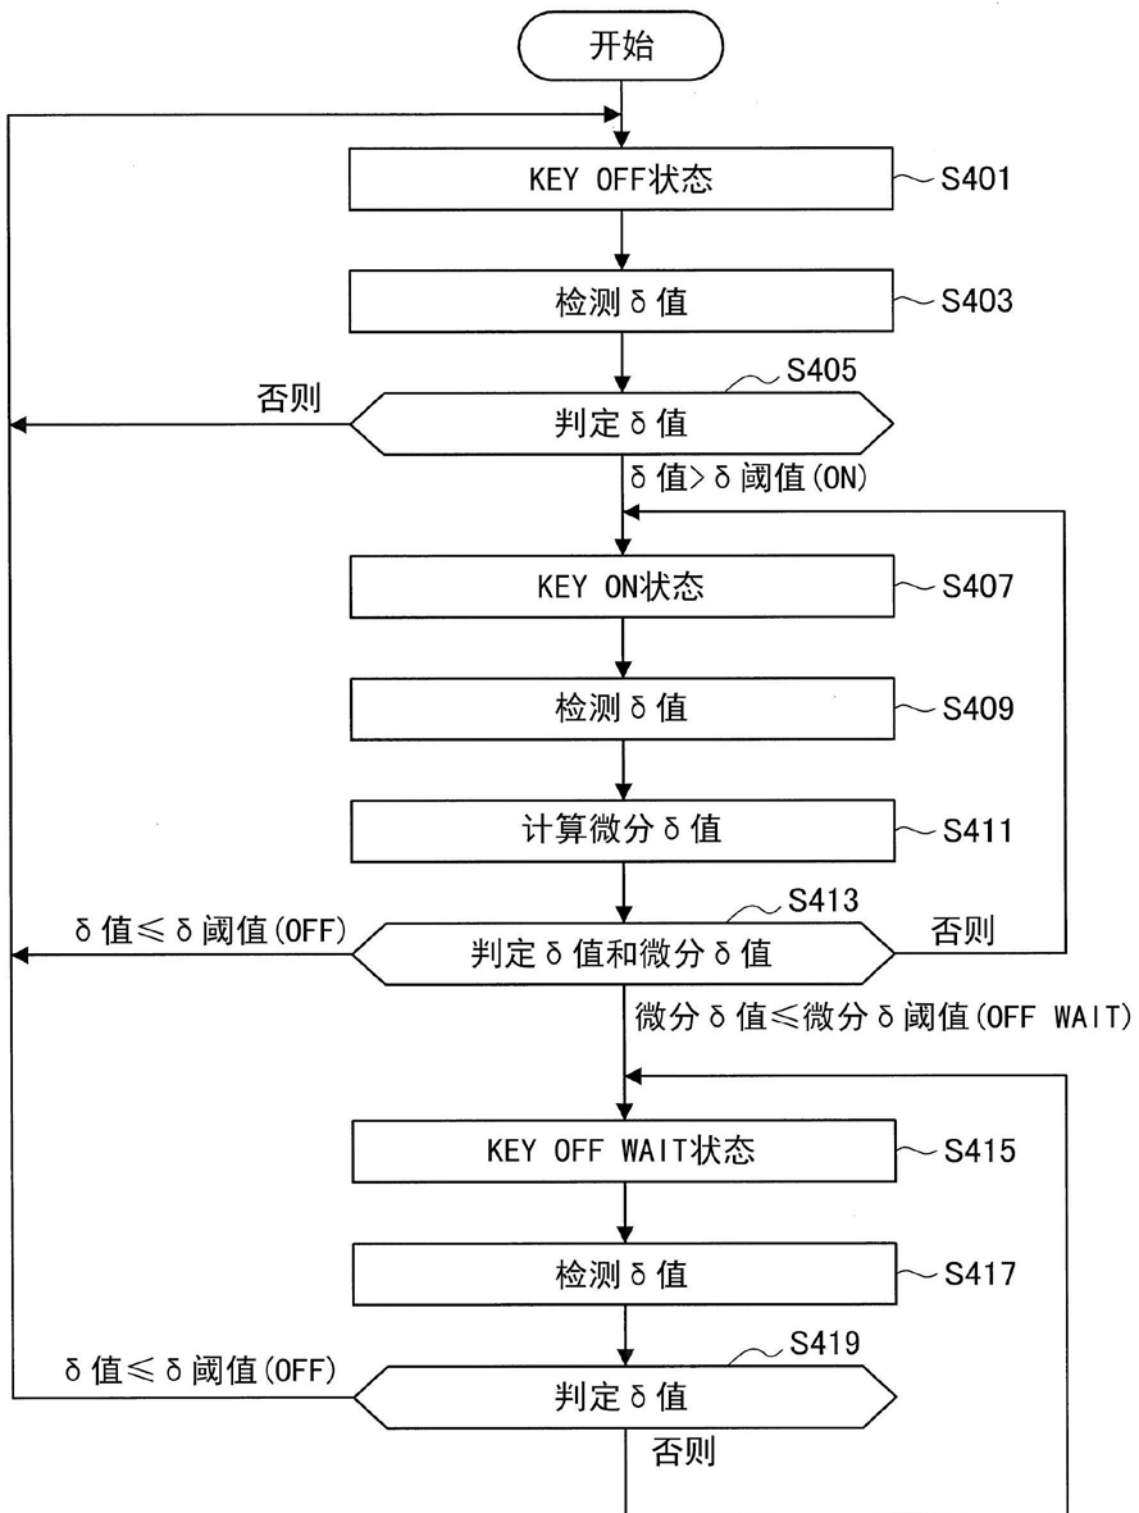 开始
KEY OFF状态
S401
检测δ值
S403
S405
否则
判定δ值
δ值>δ阈值(ON)
KEY ON状态
S407
检测δ值
S409
计算微分δ值
S411
S413
δ值≤δ阈值(OFF)
判定δ值和微分δ值
否则
微分δ值≤微分δ阈值(OFF WAIT)
KEY OFF WAIT状态
S415
检测δ值
S417
S419
δ值≤δ阈值(OFF)
判定δ值
否则